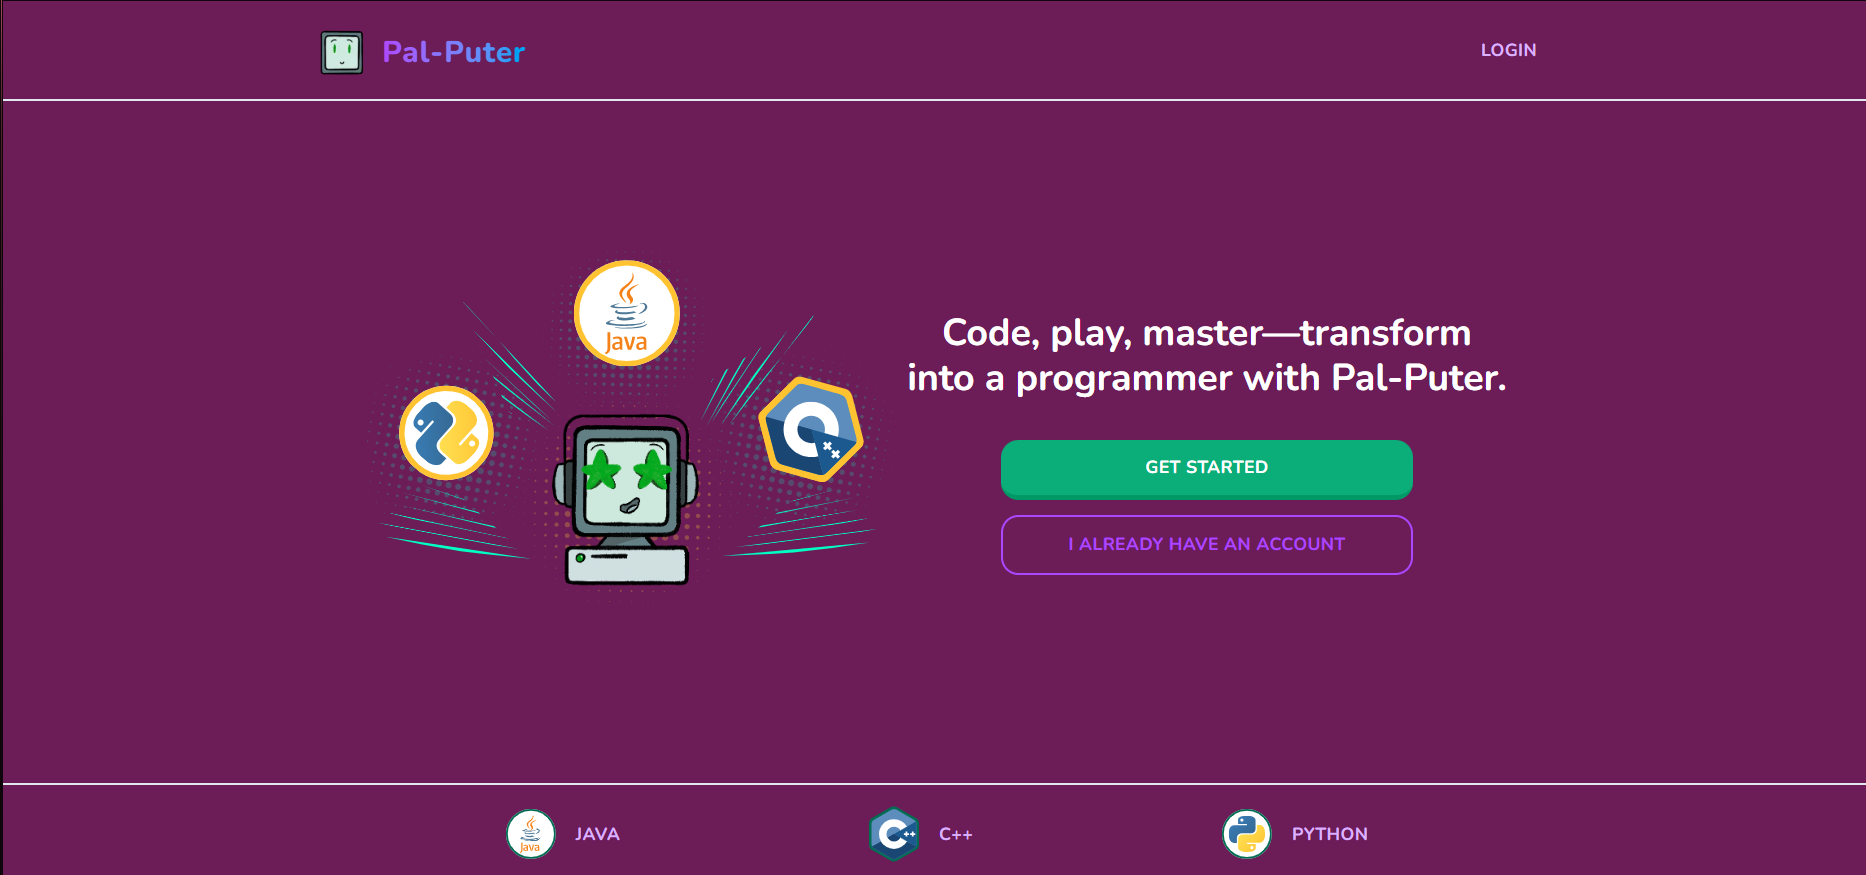 Pal-Puter
LOGIN
Java
Code, play, master—transform
into a programmer with Pal-Puter.
GET STARTED
I ALREADY HAVE AN ACCOUNT
Java
JAVA
C++
C++
PYTHON